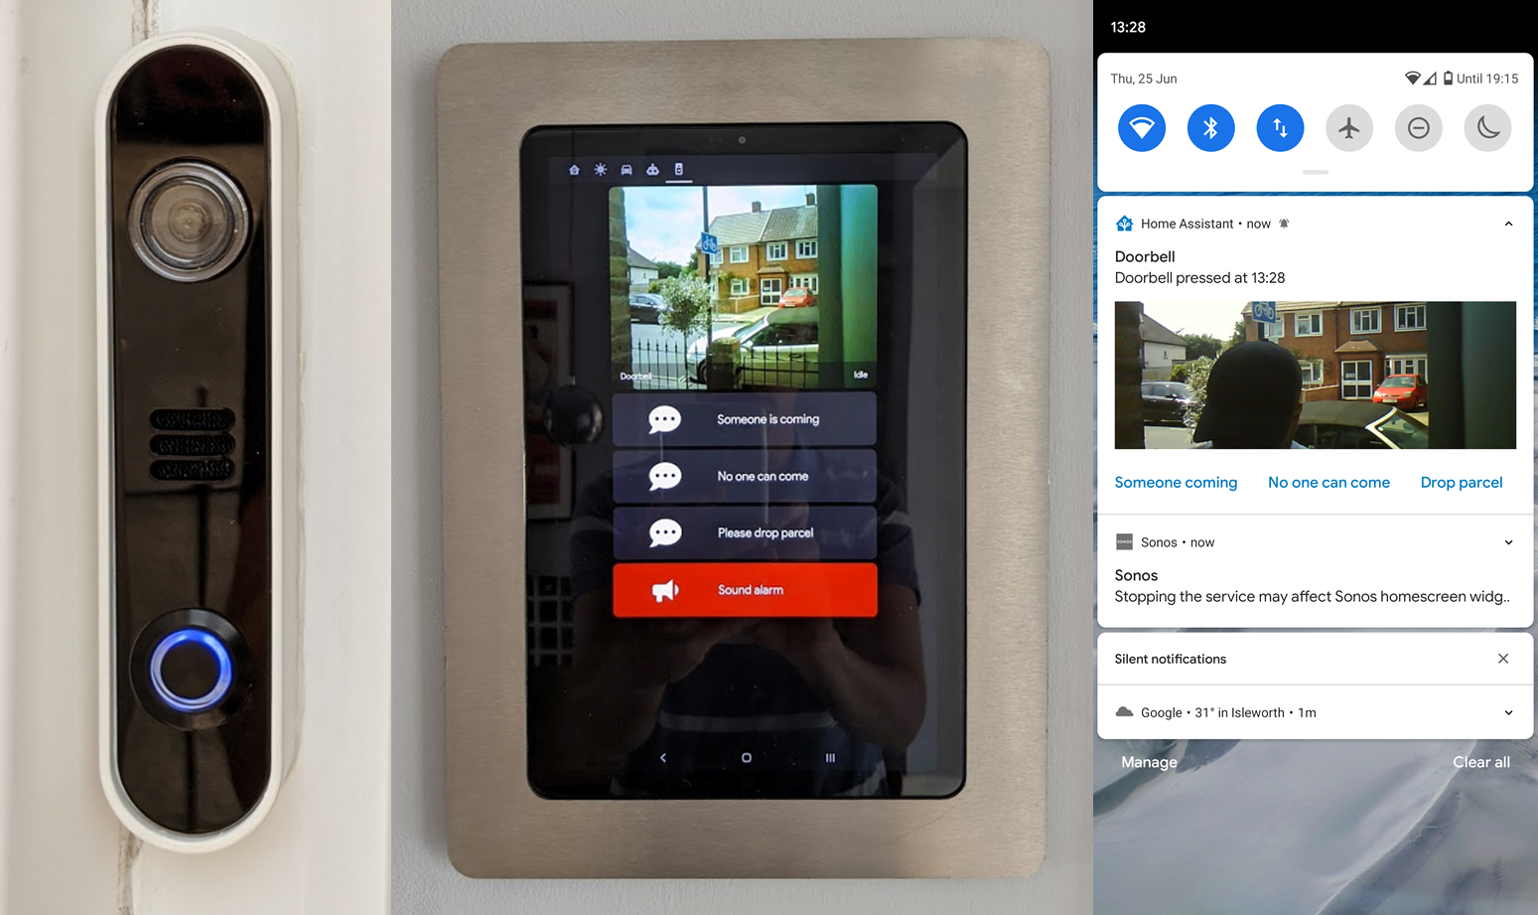 Doorbell
Idle
Someone is coming
No one can come
Please drop parcel
Sound alarm
13:28
Thu, 25 Jun
Until 19:15
Home Assistant • now
Doorbell
Doorbell pressed at 13:28
Someone coming
No one can come
Drop parcel
SONOS
Sonos • now
Sonos
Stopping the service may affect Sonos homescreen widg..
Silent notifications
Google • 31° in Isleworth • 1m
Manage
Clear all